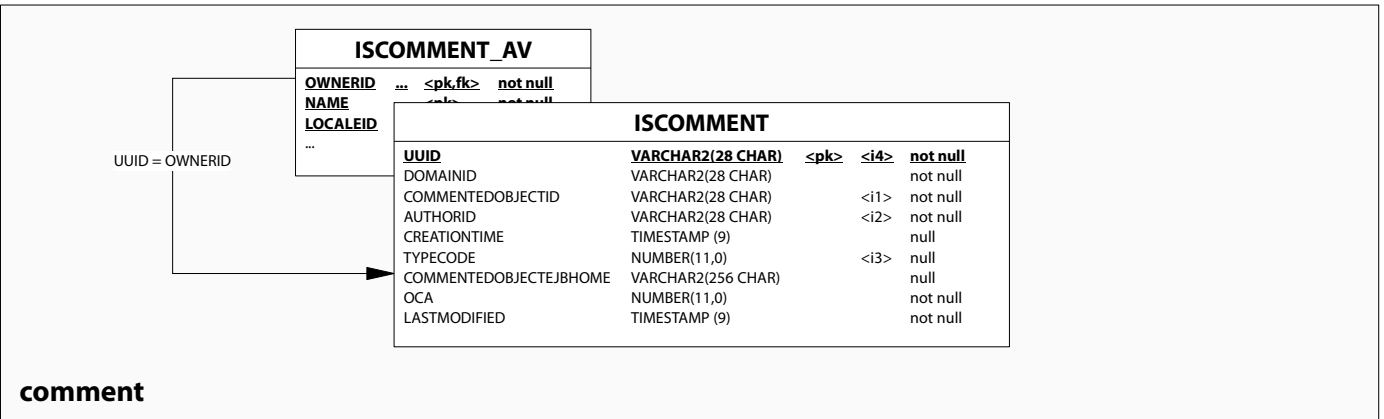 ISCOMMENT_AV
OWNERID ... <pk,fk> not null
NAME <pk> not null
LOCALEID
...
UUID = OWNERID
ISCOMMENT
UUID VARCHAR2(28 CHAR) <pk> <i4> not null
DOMAINID VARCHAR2(28 CHAR) not null
COMMENTEDOBJECTID VARCHAR2(28 CHAR) <i1> not null
AUTHORID VARCHAR2(28 CHAR) <i2> not null
CREATIONTIME TIMESTAMP (9) null
TYPECODE NUMBER(11,0) <i3> null
COMMENTEDOBJECTEJBHOME VARCHAR2(256 CHAR) null
OCA NUMBER(11,0) not null
LASTMODIFIED TIMESTAMP (9) not null
comment